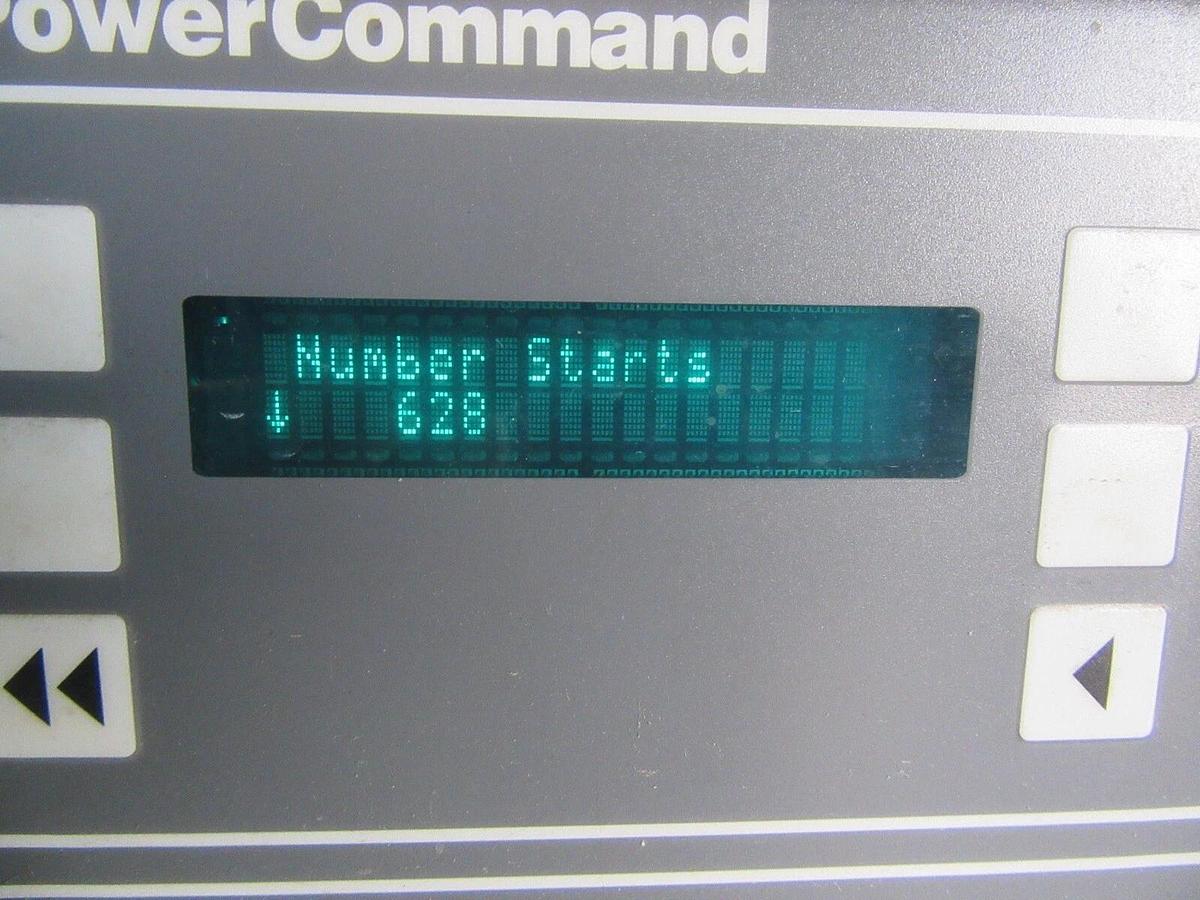 PowerCommand
Number Starts
↓ 628